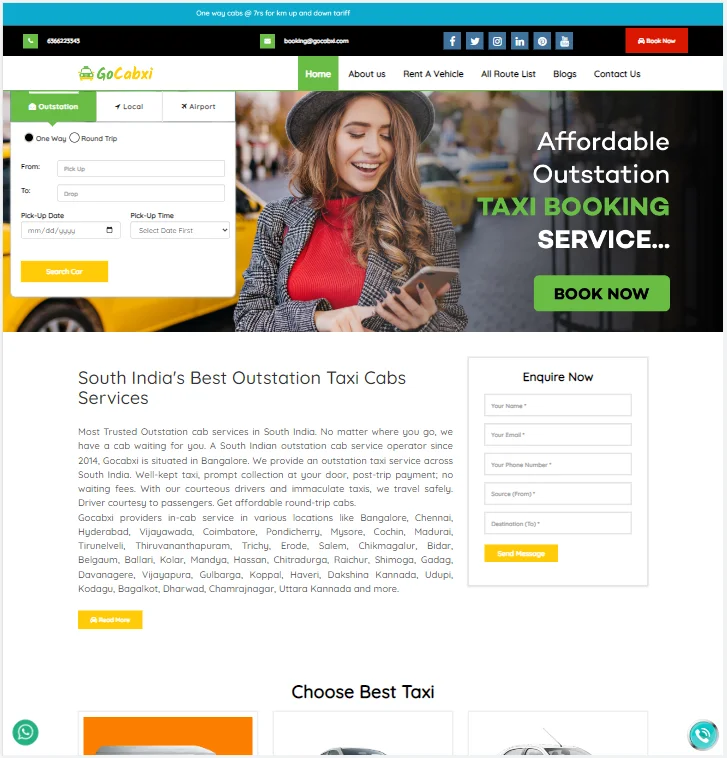 One way cabs @ 7rs for km up and down tariff
6366223343
booking@gocabxi.com
Book Now
GoCabxi
Home
About us
Rent A Vehicle
All Route List
Blogs
Contact Us
Outstation
Local
Airport
One Way
Round Trip
From:
Pick Up
To:
Drop
Pick-Up Date
Pick-Up Time
mm/dd/yyyy
Select Date First
Search Car
Affordable
Outstation
TAXI BOOKING
SERVICE...
BOOK NOW
South India's Best Outstation Taxi Cabs
Services
Most Trusted Outstation cab services in South India. No matter where you go, we
have a cab waiting for you. A South Indian outstation cab service operator since
2014, Gocabxi is situated in Bangalore. We provide an outstation taxi service across
South India. Well-kept taxi, prompt collection at your door, post-trip payment; no
waiting fees. With our courteous drivers and immaculate taxis, we travel safely.
Driver courtesy to passengers. Get affordable round-trip cabs.
Gocabxi providers in-cab service in various locations like Bangalore, Chennai,
Hyderabad, Vijayawada, Coimbatore, Pondicherry, Mysore, Cochin, Madurai,
Tirunelveli, Thiruvananthapuram, Trichy, Erode, Salem, Chikmagalur, Bidar,
Belgaum, Ballari, Kolar, Mandya, Hassan, Chitradurga, Raichur, Shimoga, Gadag,
Davanagere, Vijayapura, Gulbarga, Koppal, Haveri, Dakshina Kannada, Udupi,
Kodagu, Bagalkot, Dharwad, Chamrajnagar, Uttara Kannada and more.
Read More
Enquire Now
Your Name *
Your Email *
Your Phone Number *
Source (From) *
Destination (To) *
Send Message
Choose Best Taxi